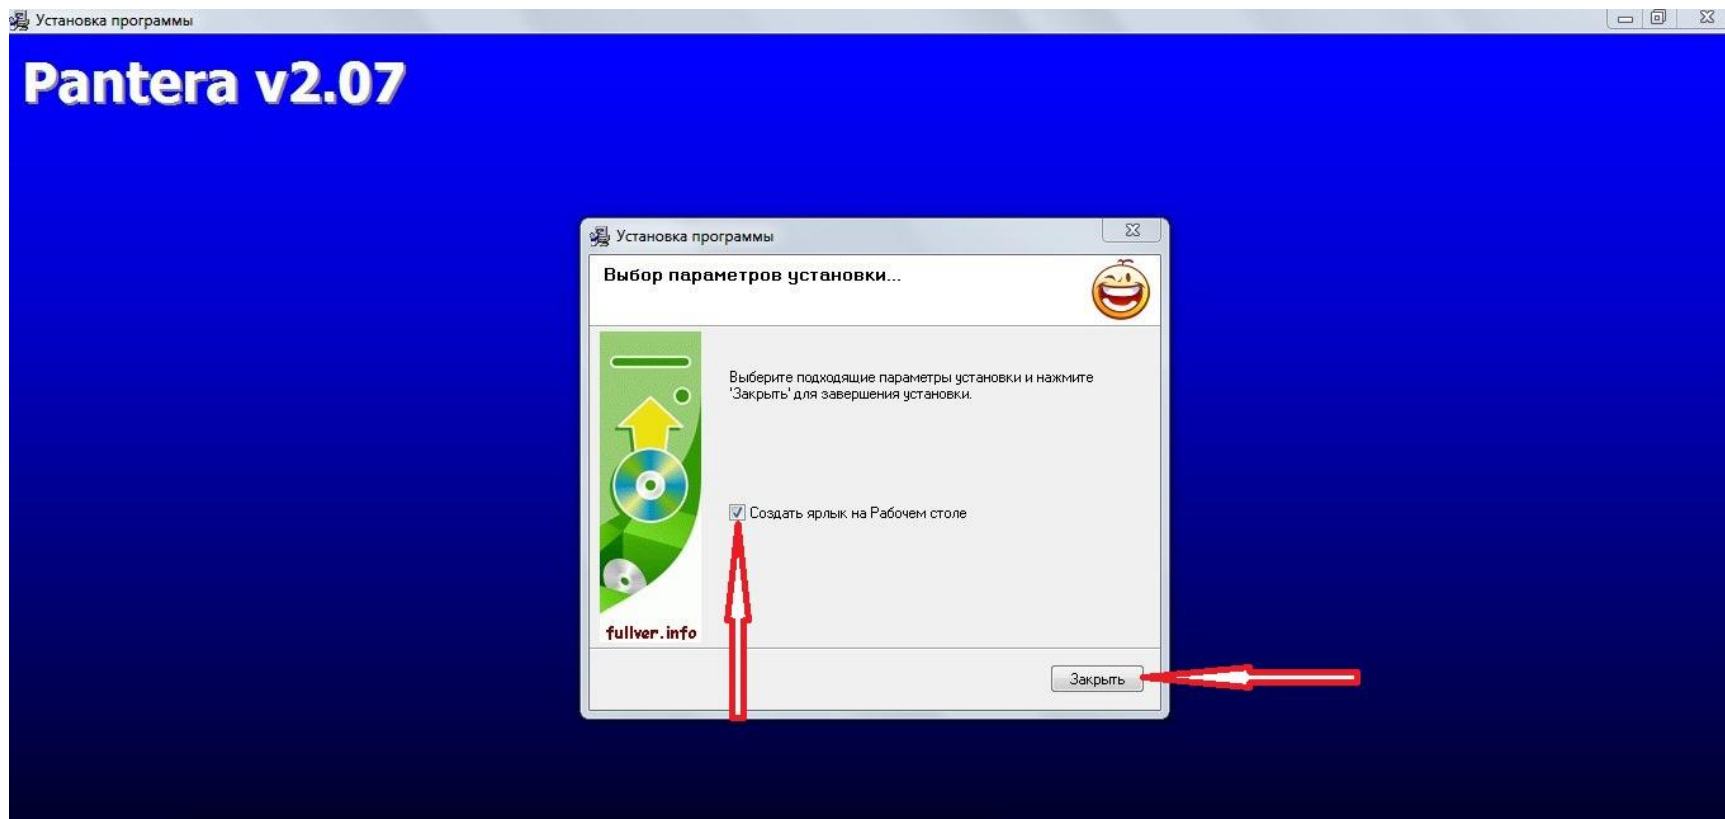 Установка программы
Pantera v2.07
Установка программы
Выбор параметров установки...
Выберите подходящие параметры установки и нажмите
'Закрыть' для завершения установки.
Создать ярлык на Рабочем столе
fullver.info
Закрыть